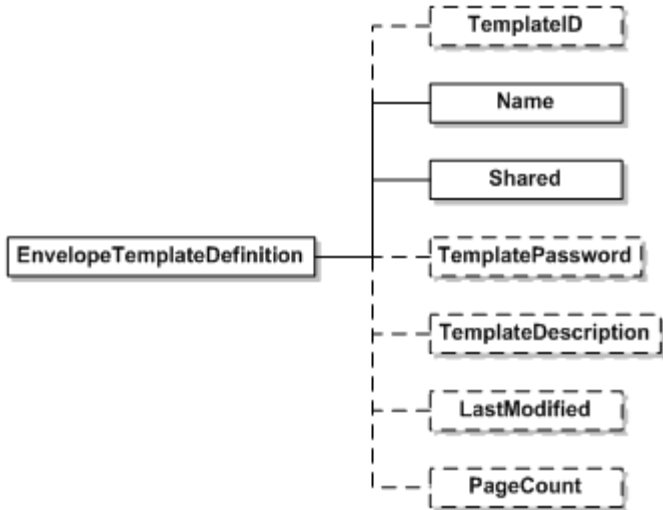 TemplateID
Name
Shared
EnvelopeTemplateDefinition
TemplatePassword
TemplateDescription
LastModified
PageCount